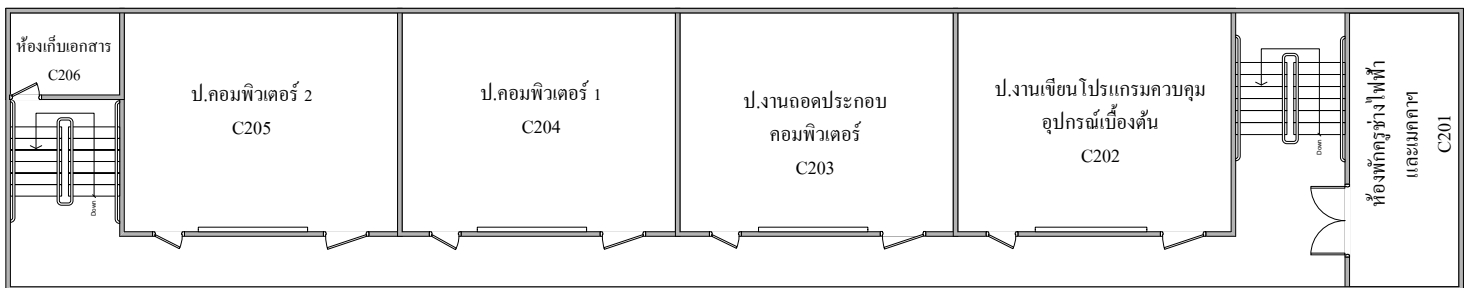 ห้องเก็บเอกสาร
C206
ป.คอมพิวเตอร์ 2
C205
Down
ป.คอมพิวเตอร์ 1
C204
ป.งานถอดประกอบ
คอมพิวเตอร์
C203
ป.งานเขียนโปรแกรมควบคุม
อุปกรณ์เบื้องต้น
C202
Down
ห้องพักครูช่างไฟฟ้า
และเมคคาฯ
C201